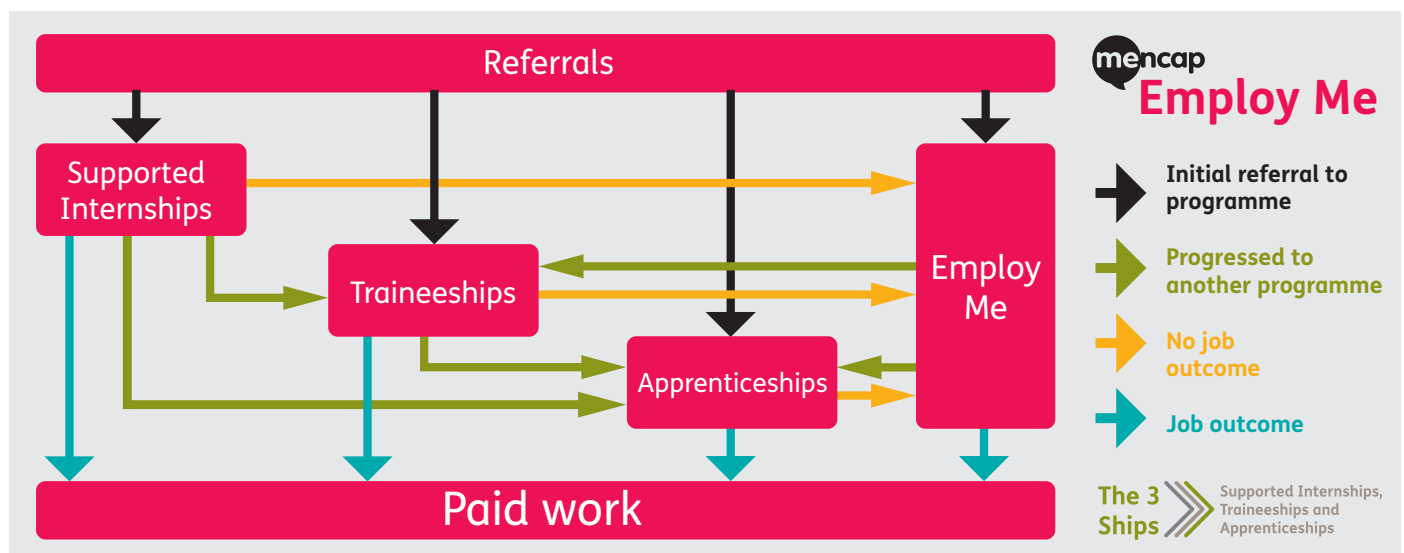 Referrals
mencap
Employ Me
Supported
Internships
Initial referral to
programme
Traineeships
Employ
Me
Progressed to
another programme
Apprenticeships
No job
outcome
Job outcome
Paid work
The 3
Ships
Supported Internships,
Traineeships and
Apprenticeships